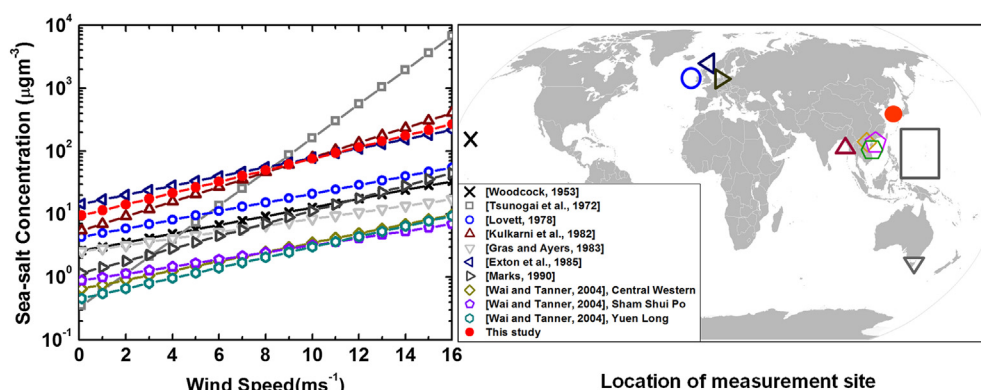 Sea-salt Concentration (μgm⁻³)
10⁴
10³
10²
10¹
10⁰
10⁻¹
0 2 4 6 8 10 12 14 16
Wind Speed(ms⁻¹)
[Woodcock, 1953]
[Tsunogai et al., 1972]
[Lovett, 1978]
[Kulkarni et al., 1982]
[Gras and Ayers, 1983]
[Exton et al., 1985]
[Marks, 1990]
[Wai and Tanner, 2004], Central Western
[Wai and Tanner, 2004], Sham Shui Po
[Wai and Tanner, 2004], Yuen Long
This study
Location of measurement site